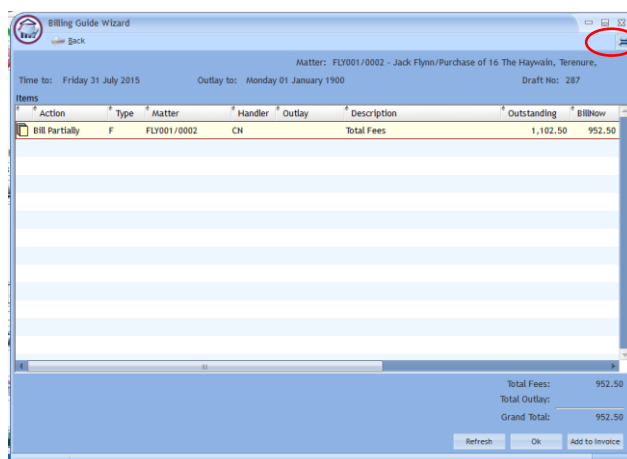 Billing Guide Wizard
Back
Matter: FLY001/0002 - Jack Flynn/Purchase of 16 The Haywain, Terenure,
Time to: Friday 31 July 2015 Outlay to: Monday 01 January 1900 Draft No: 287
Items
Action Type Matter Handler Outlay Description Outstanding BillNow
Bill Partially F FLY001/0002 CN Total Fees 1,102.50 952.50
Total Fees: 952.50
Total Outlay:
Grand Total: 952.50
Refresh Ok Add to Invoice